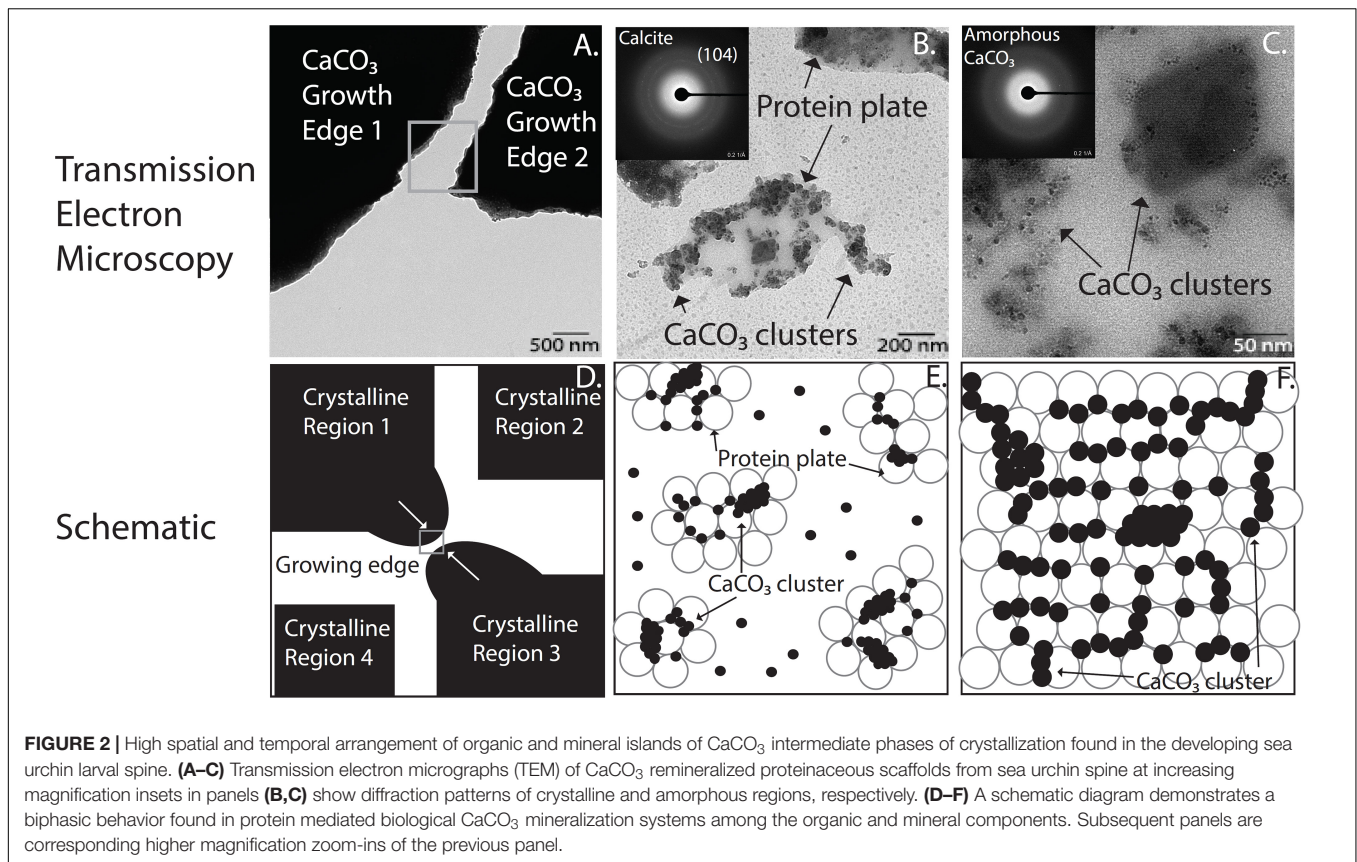 Transmission
Electron
Microscopy
A.
CaCO₃
Growth
Edge 1
CaCO₃
Growth
Edge 2
500 nm
B.
Calcite
(104)
0.2 1/Å
Protein plate
CaCO₃ clusters
200 nm
C.
Amorphous
CaCO₃
0.2 1/Å
CaCO₃ clusters
50 nm
Schematic
D.
Crystalline
Region 1
Crystalline
Region 2
Growing edge
Crystalline
Region 4
Crystalline
Region 3
E.
Protein plate
CaCO₃ cluster
F.
CaCO₃ cluster
FIGURE 2 | High spatial and temporal arrangement of organic and mineral islands of CaCO₃ intermediate phases of crystallization found in the developing sea
urchin larval spine. (A–C) Transmission electron micrographs (TEM) of CaCO₃ remineralized proteinaceous scaffolds from sea urchin spine at increasing
magnification insets in panels (B,C) show diffraction patterns of crystalline and amorphous regions, respectively. (D–F) A schematic diagram demonstrates a
biphasic behavior found in protein mediated biological CaCO₃ mineralization systems among the organic and mineral components. Subsequent panels are
corresponding higher magnification zoom-ins of the previous panel.